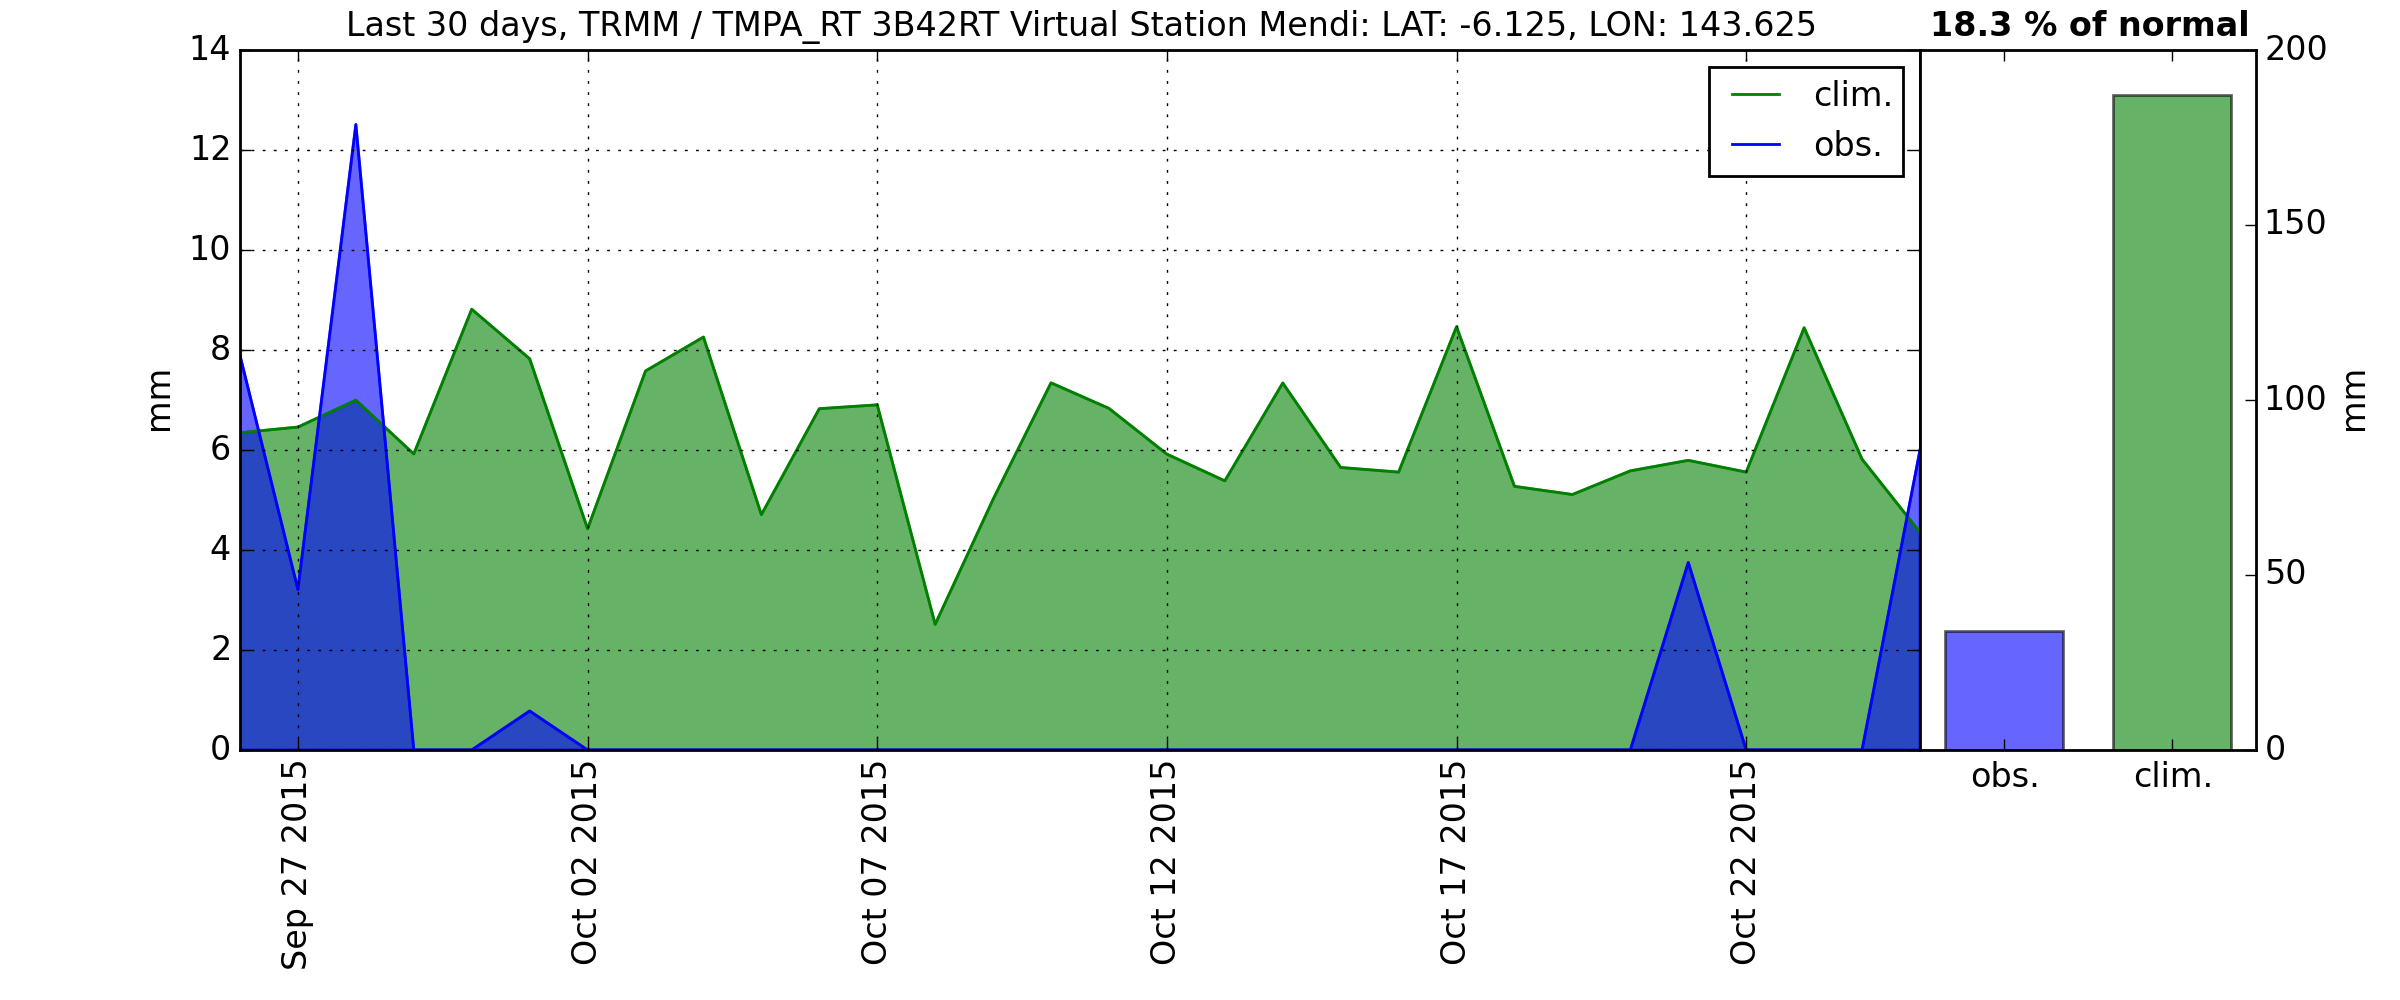 Last 30 days, TRMM / TMPA_RT 3B42RT Virtual Station Mendi: LAT: -6.125, LON: 143.625
18.3 % of normal
14
12
10
8
6
4
2
0
mm
clim.
obs.
Sep 27 2015
Oct 02 2015
Oct 07 2015
Oct 12 2015
Oct 17 2015
Oct 22 2015
obs.
clim.
200
150
100
50
0
mm